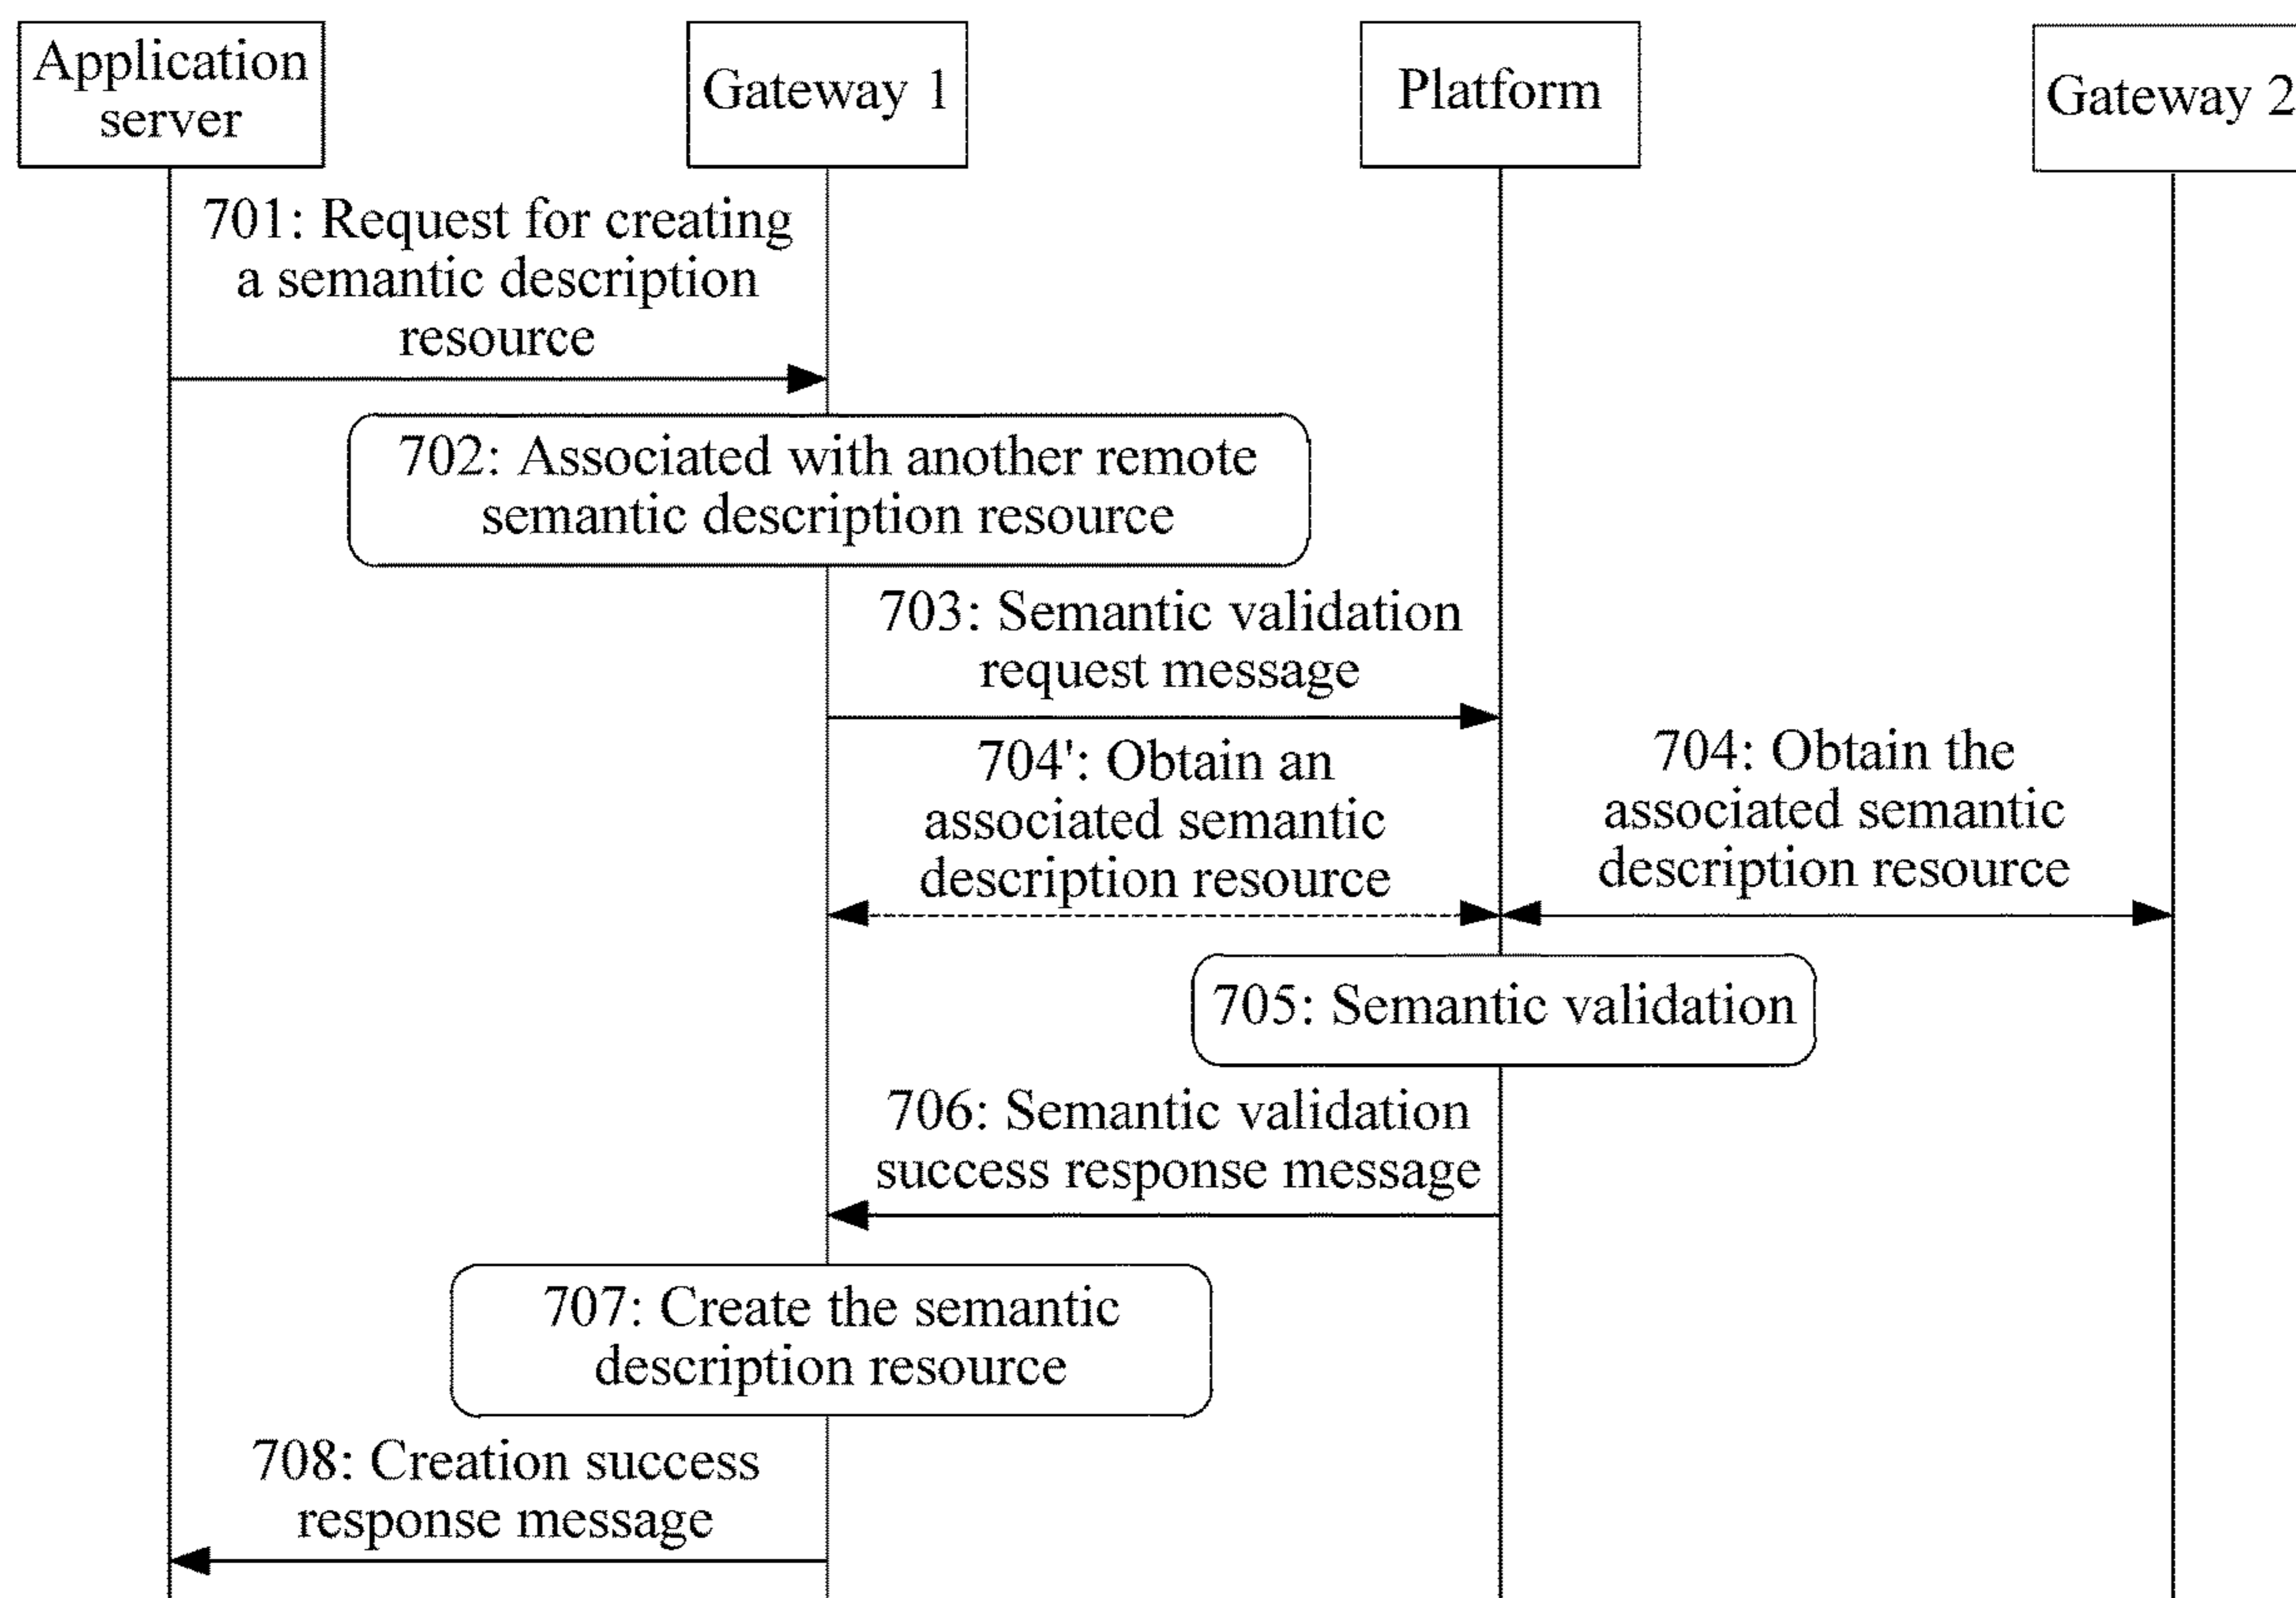 Application
server
Gateway 1
Platform
Gateway 2
701: Request for creating
a semantic description
resource
702: Associated with another remote
semantic description resource
703: Semantic validation
request message
704': Obtain an
associated semantic
description resource
704: Obtain the
associated semantic
description resource
705: Semantic validation
706: Semantic validation
success response message
707: Create the semantic
description resource
708: Creation success
response message